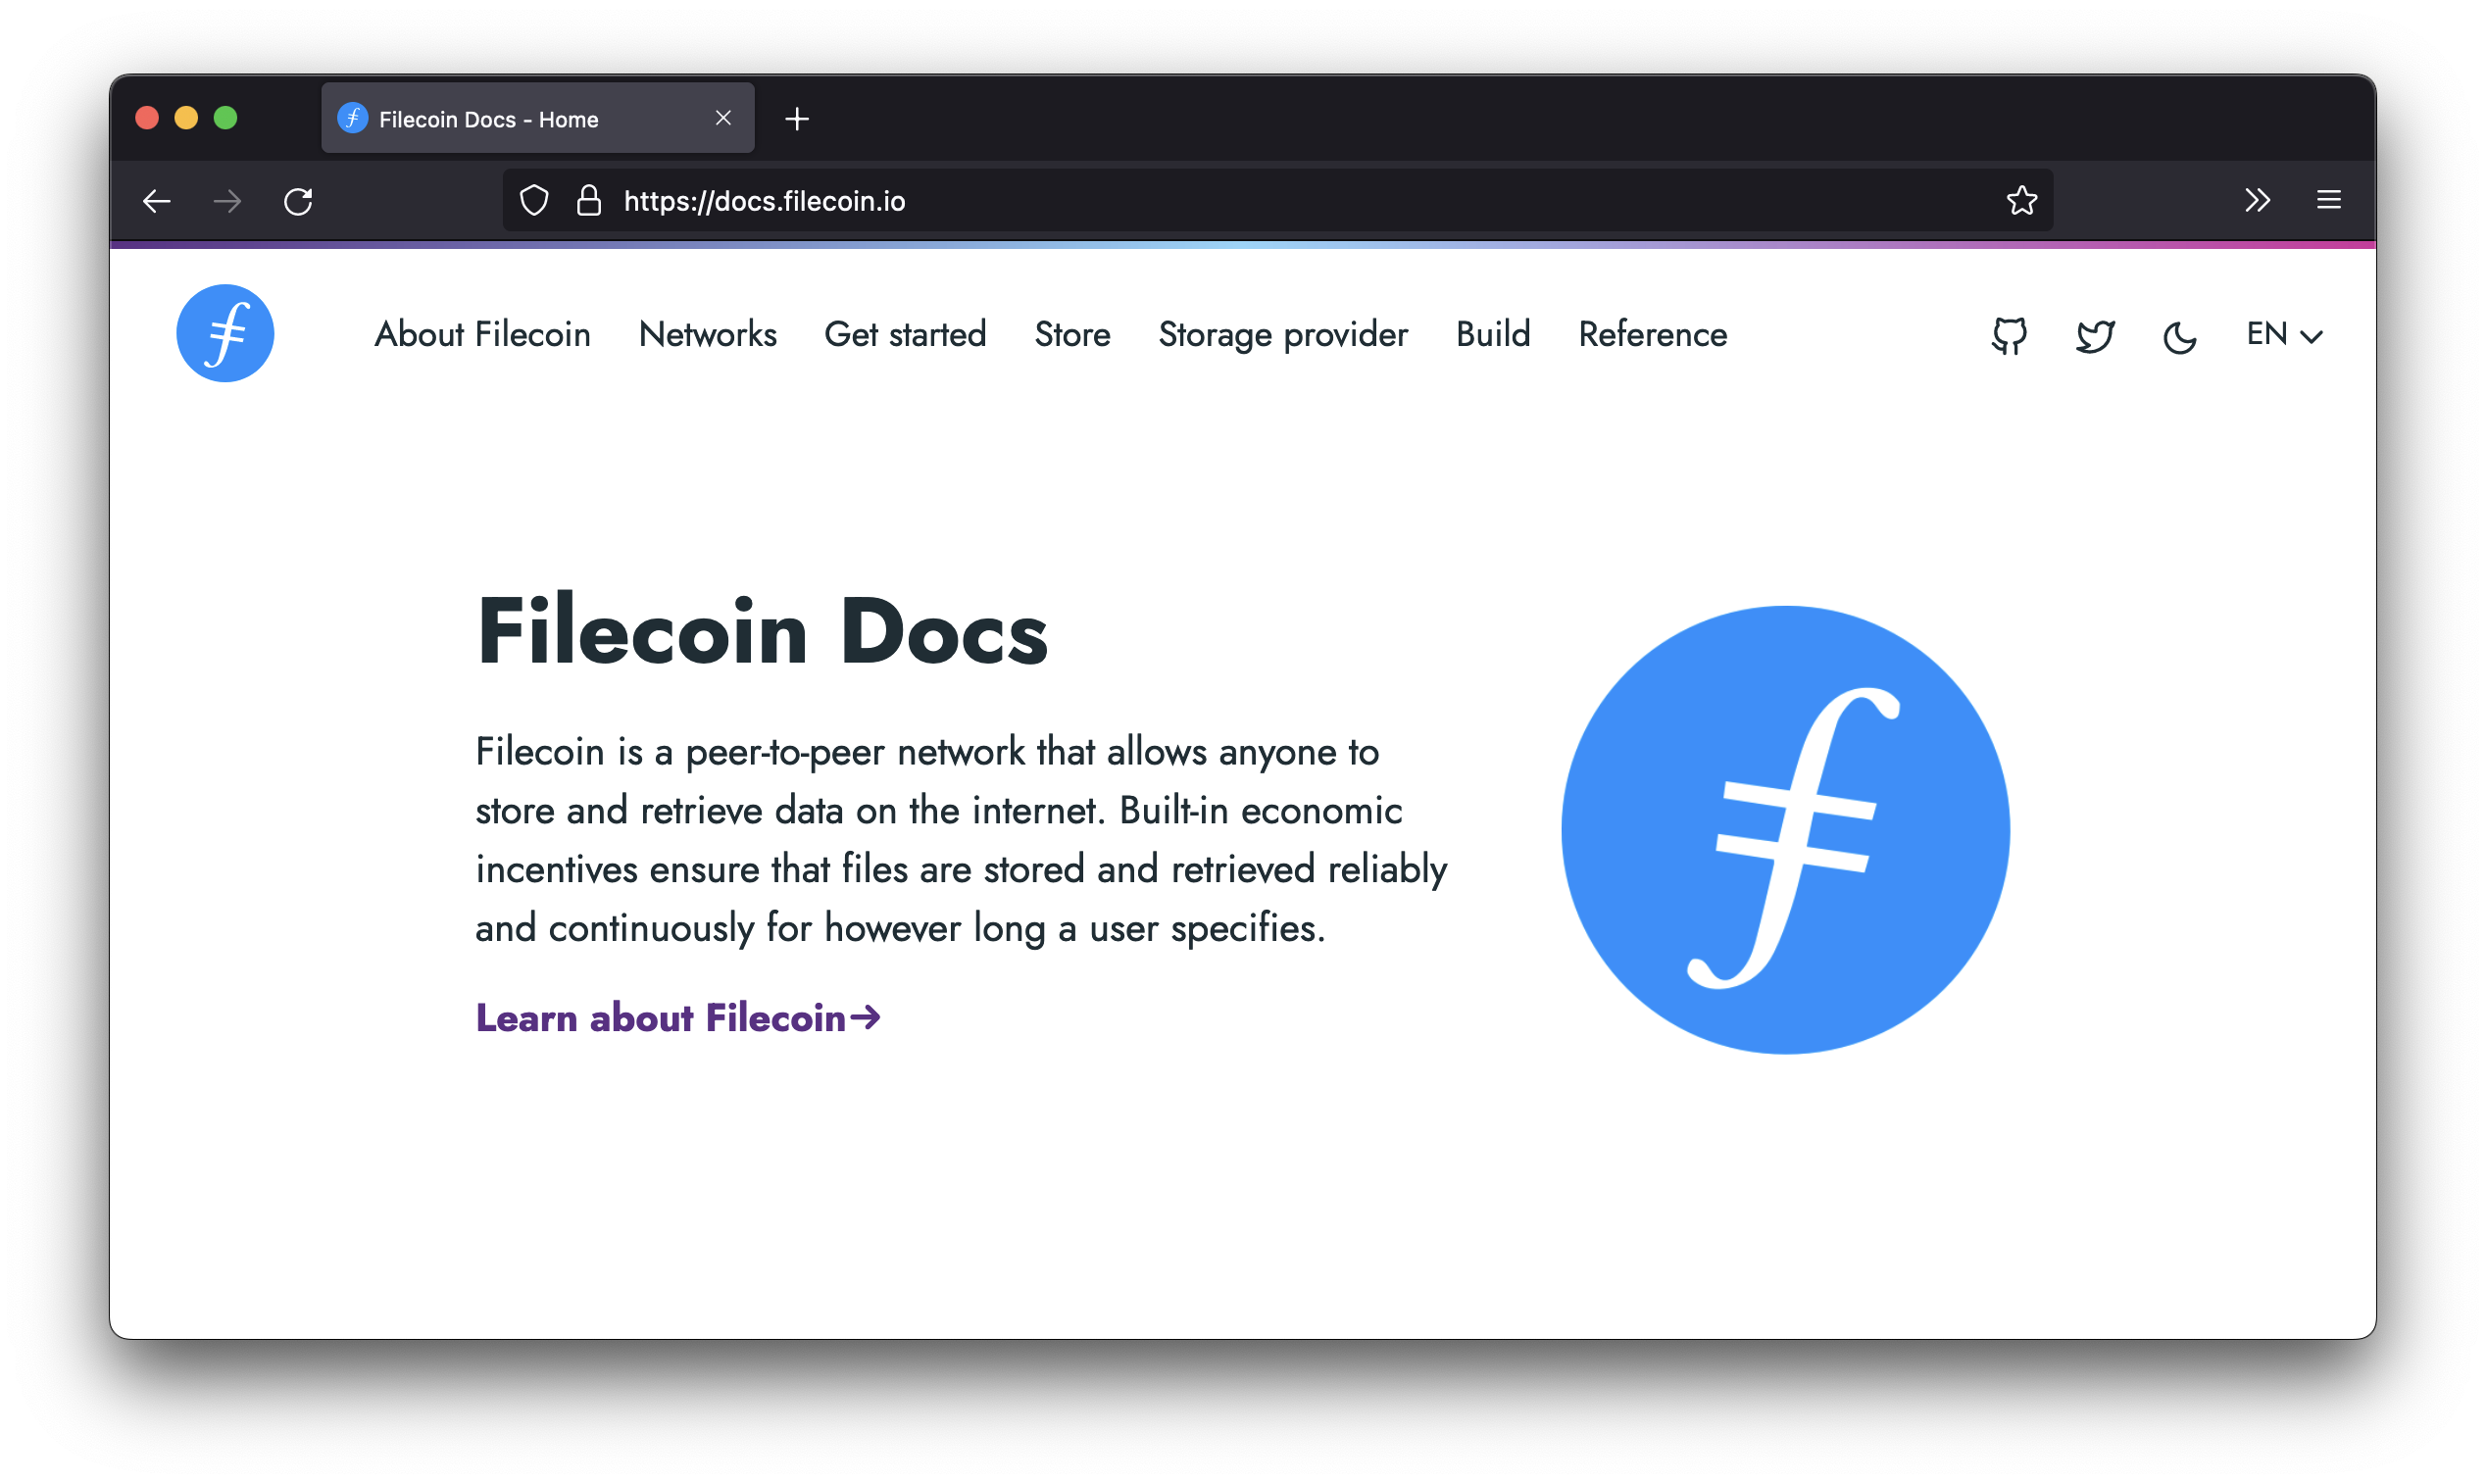 Filecoin Docs - Home
https://docs.filecoin.io
About Filecoin Networks Get started Store Storage provider Build Reference EN
Filecoin Docs
Filecoin is a peer-to-peer network that allows anyone to
store and retrieve data on the internet. Built-in economic
incentives ensure that files are stored and retrieved reliably
and continuously for however long a user specifies.
Learn about Filecoin→